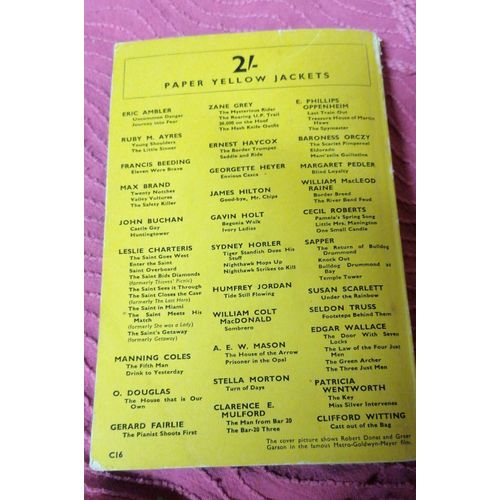 2/-
PAPER YELLOW JACKETS
ERIC AMBLER
Uncommon Danger
Journey into Fear
RUBY M. AYRES
Young Shoulders
The Little Sinner
FRANCIS BEEDING
Eleven Were Brave
MAX BRAND
Twenty Notches
Valley Vultures
The Safety Killer
JOHN BUCHAN
Castle Gay
Huntingtower
LESLIE CHARTERIS
The Saint Goes West
Enter the Saint
Saint Overboard
The Saint Bids Diamonds
(formerly Thieves' Picnic)
The Saint Sees it Through
The Saint Closes the Case
(formerly The Last Hero)
The Saint in Miami
The Saint Meets His
Match
(formerly She was a Lady)
The Saint's Getaway
(formerly Getaway)
MANNING COLES
The Fifth Man
Drink to Yesterday
O. DOUGLAS
The House that is Our
Own
GERARD FAIRLIE
The Pianist Shoots First
ZANE GREY
The Mysterious Rider
The Roaring U.P. Trail
30,000 on the Hoof
The Hash Knife Outfit
ERNEST HAYCOX
The Border Trumpet
Saddle and Ride
GEORGETTE HEYER
Envious Casca
JAMES HILTON
Good-bye, Mr. Chips
GAVIN HOLT
Begonia Walk
Ivory Ladies
SYDNEY HORLER
Tiger Standish Does His
Stuff
Nighthawk Mops Up
Nighthawk Strikes to Kill
HUMFREY JORDAN
Tide Still Flowing
WILLIAM COLT
MacDONALD
Sombrero
A. E. W. MASON
The House of the Arrow
Prisoner in the Opal
STELLA MORTON
Turn of Days
CLARENCE E.
MULFORD
The Man from Bar 20
The Bar-20 Three
E. PHILLIPS
OPPENHEIM
Last Train Out
Treasure House of Martin
Hews
The Spymaster
BARONESS ORCZY
The Scarlet Pimpernel
Eldorado
Mam'zelle Guillotine
MARGARET PEDLER
Blind Loyalty
WILLIAM MacLEOD
RAINE
Border Breed
The River Bend Feud
CECIL ROBERTS
Pamela's Spring Song
Little Mrs. Manington
One Small Candle
SAPPER
The Return of Bulldog
Drummond
Knock Out
Bulldog Drummond at
Bay
Temple Tower
SUSAN SCARLETT
Under the Rainbow
SELDON TRUSS
Footsteps Behind Them
EDGAR WALLACE
The Door With Seven
Locks
The Law of the Four Just
Men
The Green Archer
The Three Just Men
PATRICIA
WENTWORTH
The Key
Miss Silver Intervenes
CLIFFORD WITTING
Catt out of the Bag
The cover picture shows Robert Donat and Greer
Garson in the famous Metro-Goldwyn-Mayer film.
C16